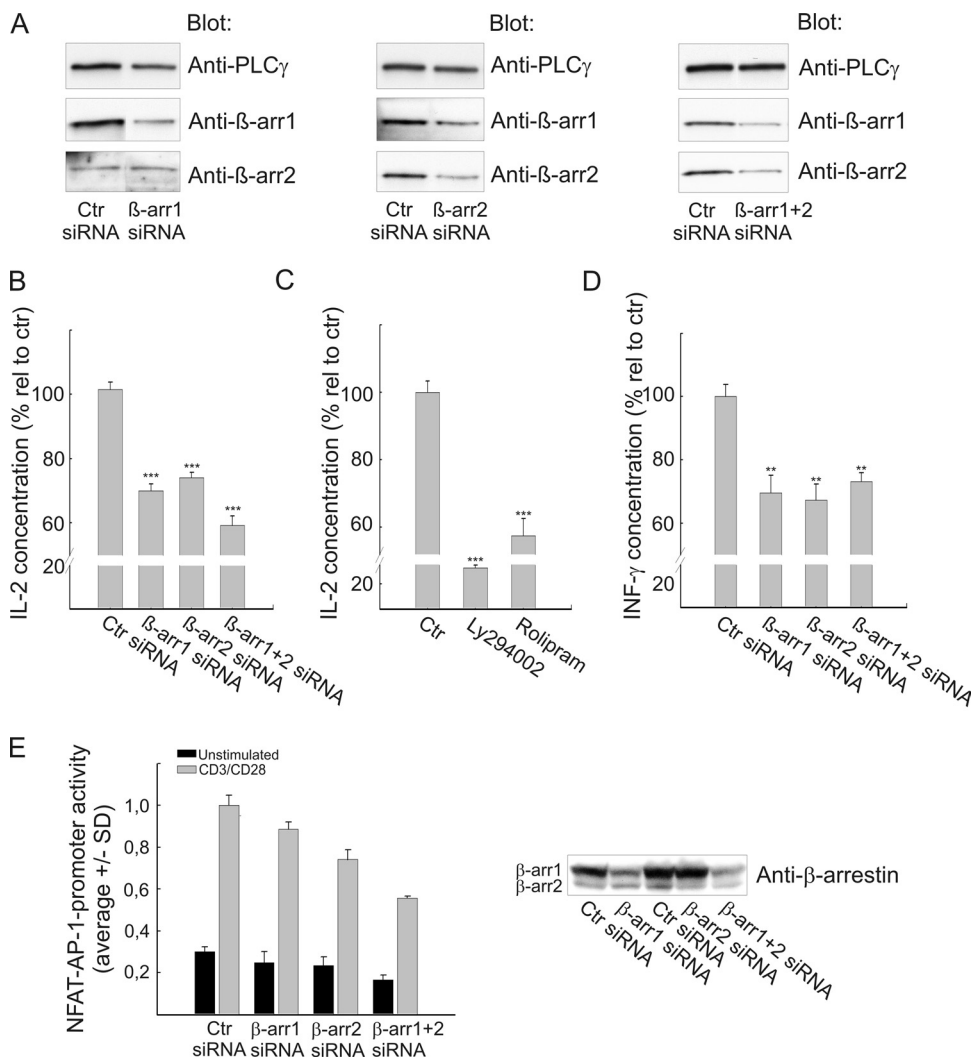 A
Blot:
Blot:
Blot:
Anti-PLCγ
Anti-ß-arr1
Anti-ß-arr2
Ctr siRNA
ß-arr1 siRNA
Anti-PLCγ
Anti-ß-arr1
Anti-ß-arr2
Ctr siRNA
ß-arr2 siRNA
Anti-PLCγ
Anti-ß-arr1
Anti-ß-arr2
Ctr siRNA
ß-arr1+2 siRNA
B
IL-2 concentration (% rel to ctr)
100
80
60
20
***
***
***
Ctr siRNA
ß-arr1 siRNA
ß-arr2 siRNA
ß-arr1+2 siRNA
C
IL-2 concentration (% rel to ctr)
100
80
60
20
***
***
Ctr
Ly294002
Rolipram
D
INF-γ concentration (% rel to ctr)
100
80
60
20
**
**
**
Ctr siRNA
ß-arr1 siRNA
ß-arr2 siRNA
ß-arr1+2 siRNA
E
NFAT-AP-1-promoter activity
(average +/- SD)
Unstimulated
CD3/CD28
1,0
0,8
0,6
0,4
0,2
Ctr siRNA
β-arr1 siRNA
β-arr2 siRNA
β-arr1+2 siRNA
β-arr1
β-arr2
Anti-β-arrestin
Ctr siRNA
β-arr1 siRNA
Ctr siRNA
β-arr2 siRNA
β-arr1+2 siRNA